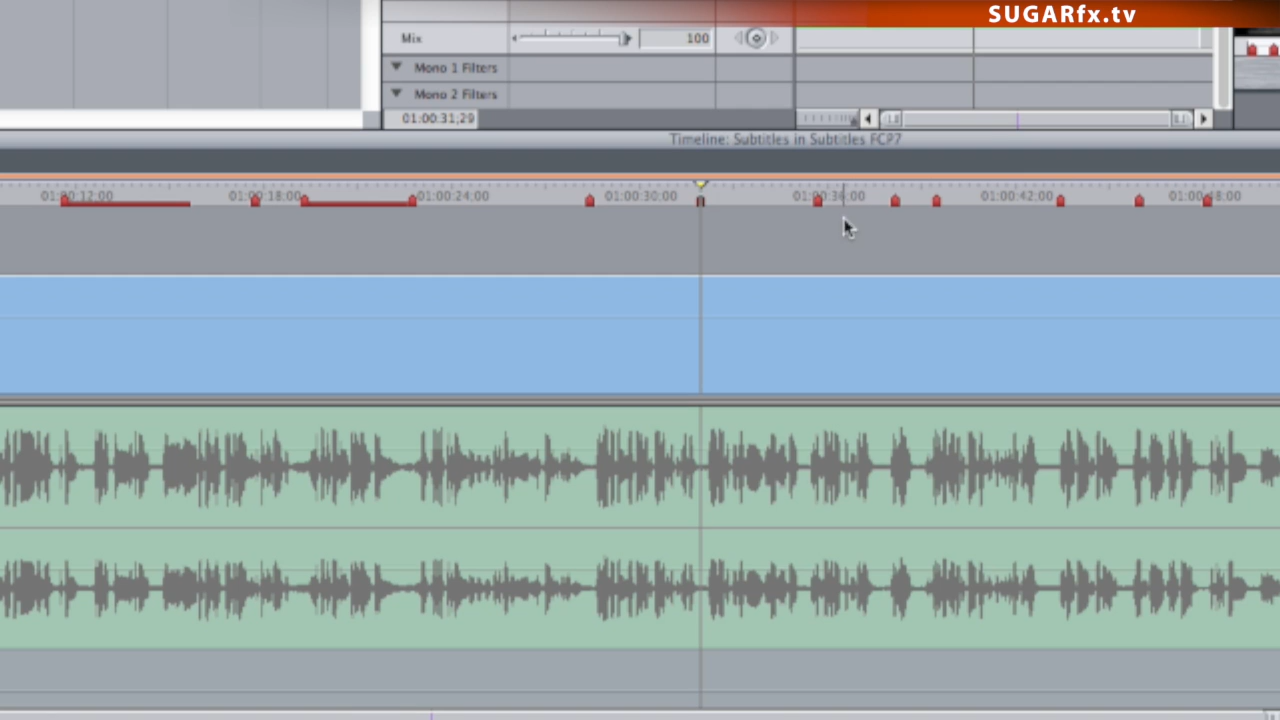 SUGARfx.tv
Mix 100
Mono 1 Filters
Mono 2 Filters
01:00:31;29
Timeline: Subtitles in Subtitles FCP7
01:00:12;00 01:00:18;00 01:00:24;00 01:00:30;00 01:00:36;00 01:00:42;00 01:00:48;00